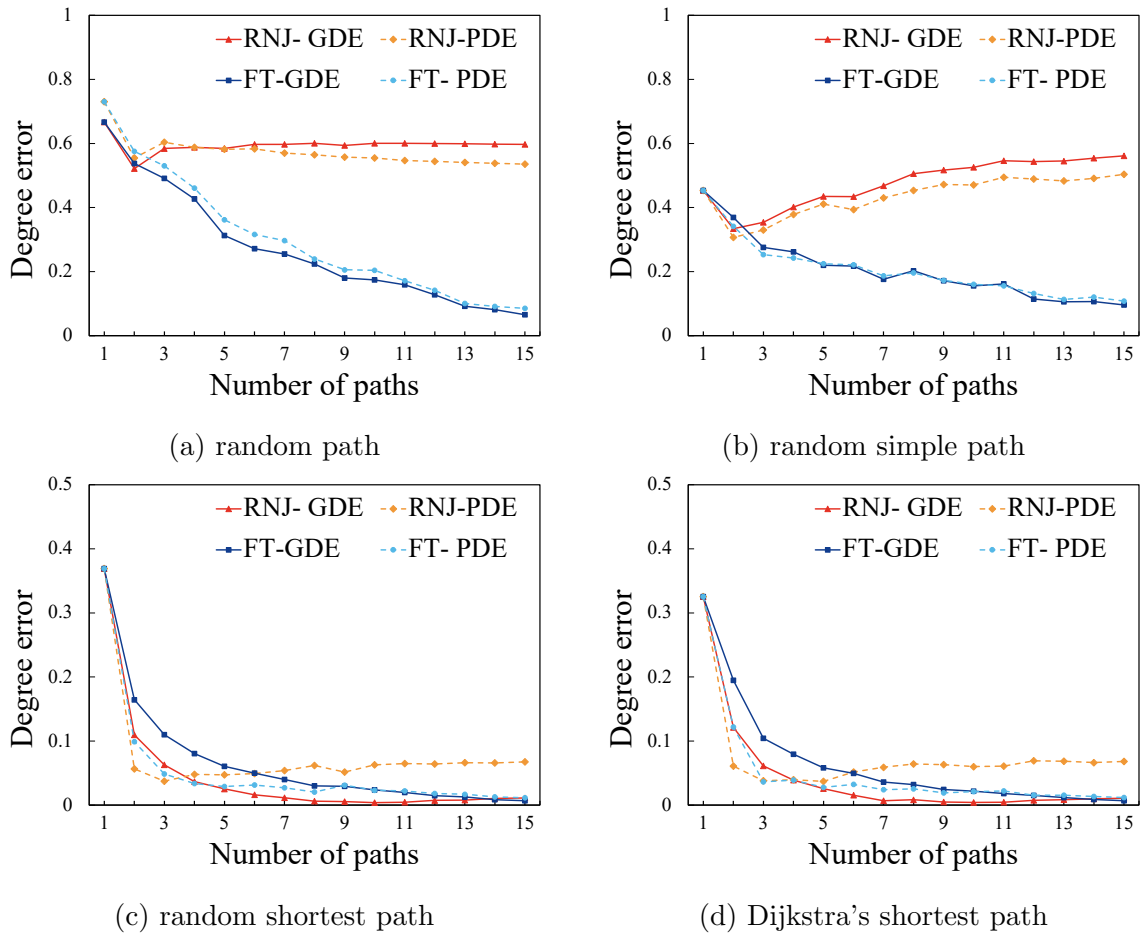 1
0.8
0.6
0.4
0.2
0
Degree error
RNJ- GDE RNJ-PDE
FT-GDE FT- PDE
1 3 5 7 9 11 13 15
Number of paths
(a) random path
1
0.8
0.6
0.4
0.2
0
Degree error
RNJ- GDE RNJ-PDE
FT-GDE FT- PDE
1 3 5 7 9 11 13 15
Number of paths
(b) random simple path
0.5
0.4
0.3
0.2
0.1
0
Degree error
RNJ- GDE RNJ-PDE
FT-GDE FT- PDE
1 3 5 7 9 11 13 15
Number of paths
(c) random shortest path
0.5
0.4
0.3
0.2
0.1
0
Degree error
RNJ- GDE RNJ-PDE
FT-GDE FT- PDE
1 3 5 7 9 11 13 15
Number of paths
(d) Dijkstra's shortest path